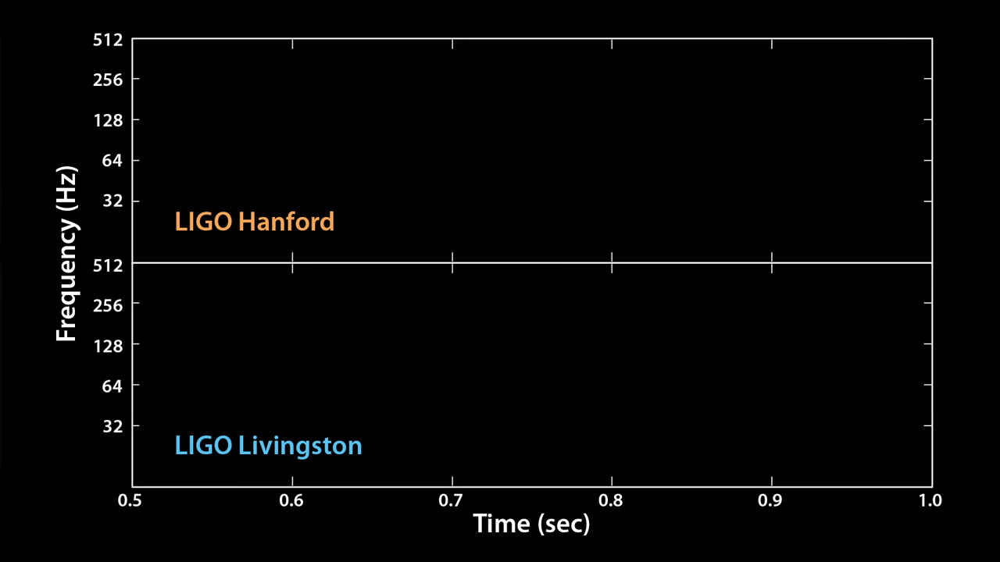 512
256
128
64
32
LIGO Hanford
Frequency (Hz)
512
256
128
64
32
LIGO Livingston
0.5 0.6 0.7 0.8 0.9 1.0
Time (sec)